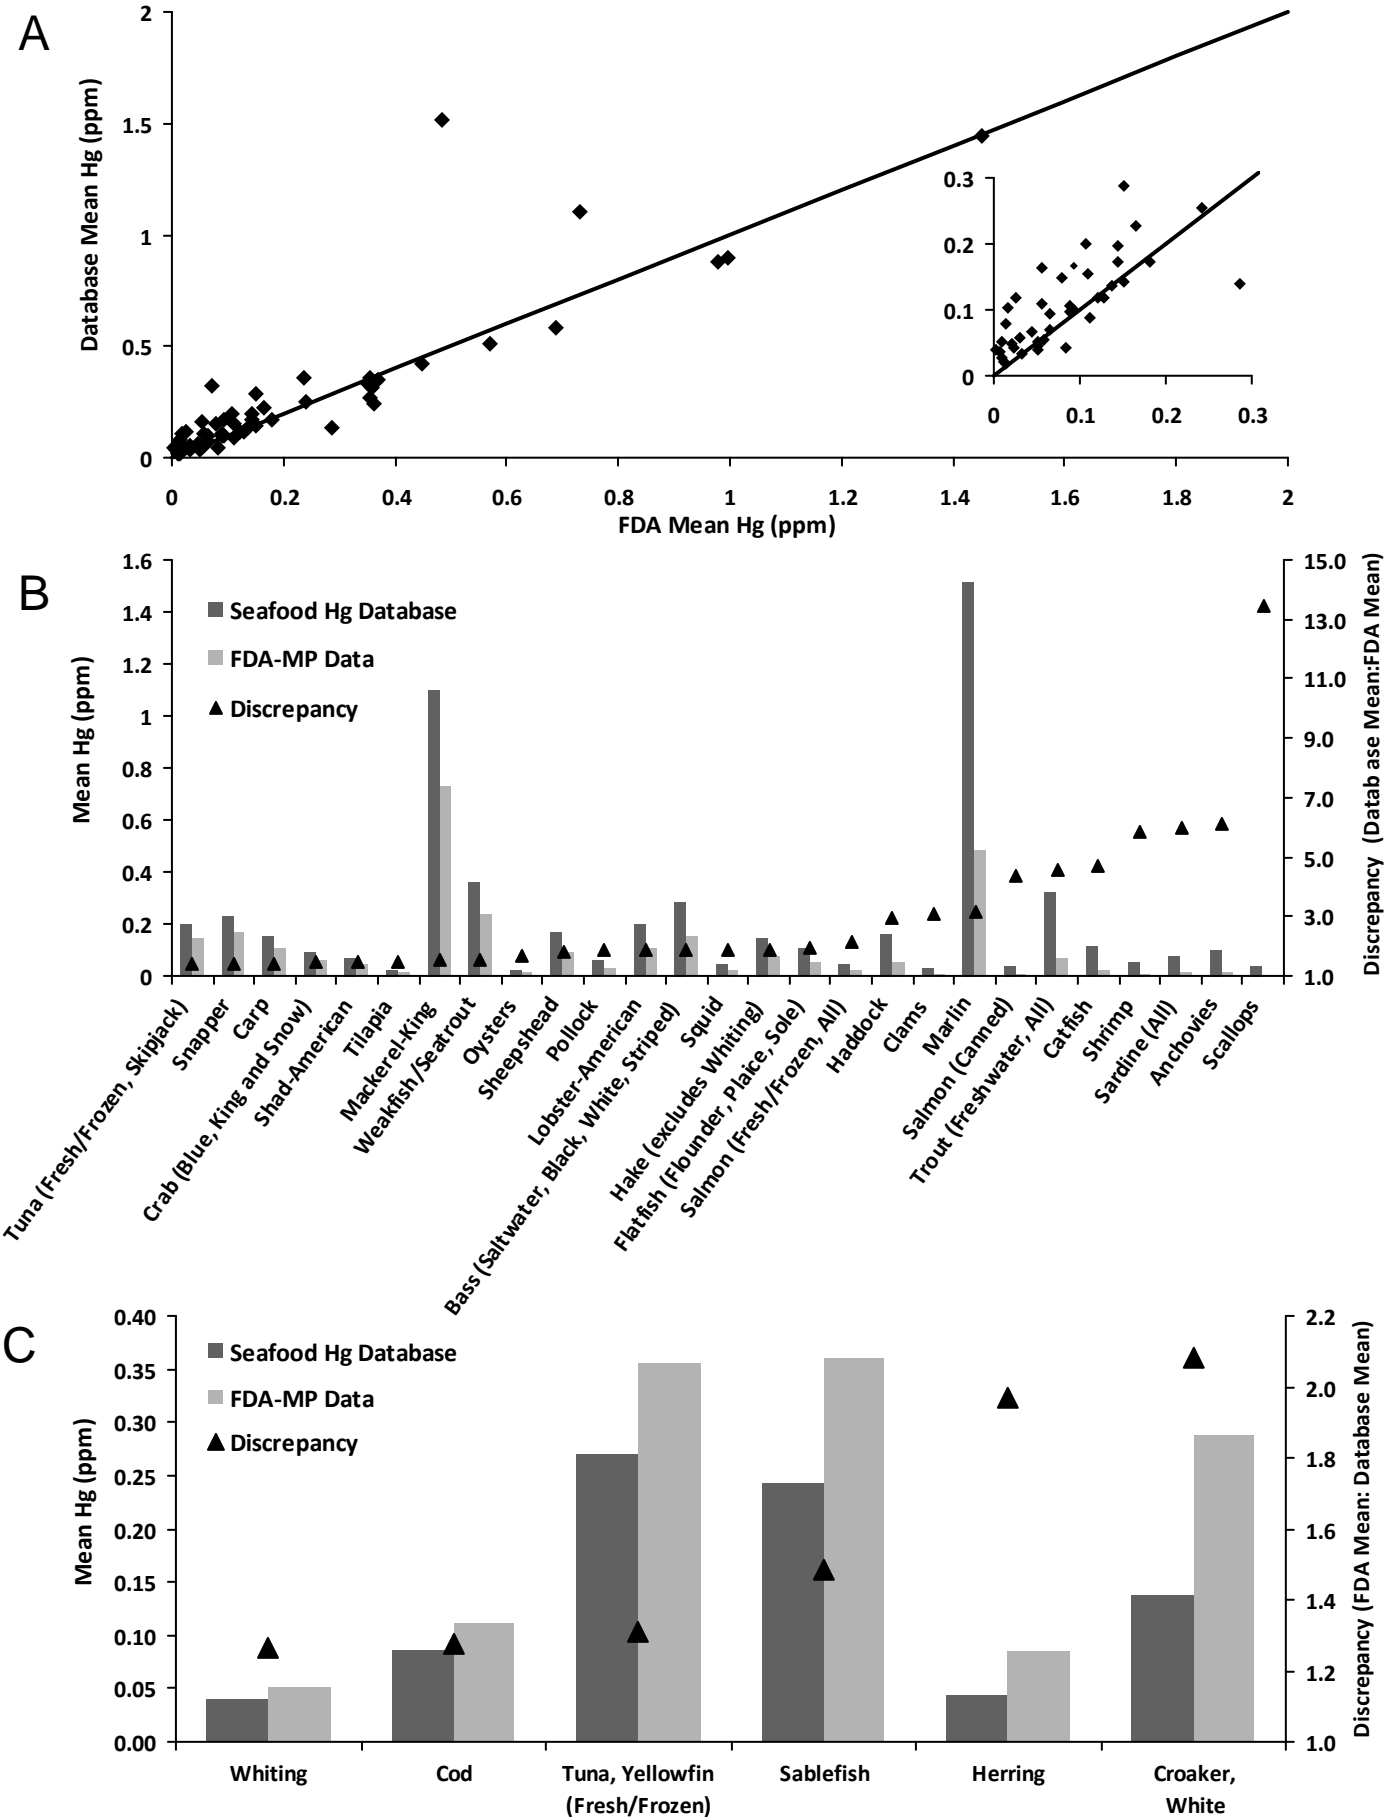 A
2
1.5
1
0.5
0
Database Mean Hg (ppm)
0 0.2 0.4 0.6 0.8 1 1.2 1.4 1.6 1.8 2
FDA Mean Hg (ppm)
0.3
0.2
0.1
0
0 0.1 0.2 0.3
B
1.6
1.4
1.2
1
0.8
0.6
0.4
0.2
0
Mean Hg (ppm)
Seafood Hg Database
FDA-MP Data
Discrepancy
15.0
13.0
11.0
9.0
7.0
5.0
3.0
1.0
Discrepancy (Datab ase Mean:FDA Mean)
Tuna (Fresh/Frozen, Skipjack)
Snapper
Carp
Crab (Blue, King and Snow)
Shad-American
Tilapia
Mackerel-King
Weakfish/Seatrout
Oysters
Sheepshead
Pollock
Lobster-American
Bass (Saltwater, Black, White, Striped)
Squid
Hake (excludes Whiting)
Flatfish (Flounder, Plaice, Sole)
Salmon (Fresh/Frozen, All)
Haddock
Clams
Marlin
Salmon (Canned)
Trout (Freshwater, All)
Catfish
Shrimp
Sardine (All)
Anchovies
Scallops
C
0.40
0.35
0.30
0.25
0.20
0.15
0.10
0.05
0.00
Mean Hg (ppm)
Seafood Hg Database
FDA-MP Data
Discrepancy
2.2
2.0
1.8
1.6
1.4
1.2
1.0
Discrepancy (FDA Mean: Database Mean)
Whiting
Cod
Tuna, Yellowfin
(Fresh/Frozen)
Sablefish
Herring
Croaker,
White